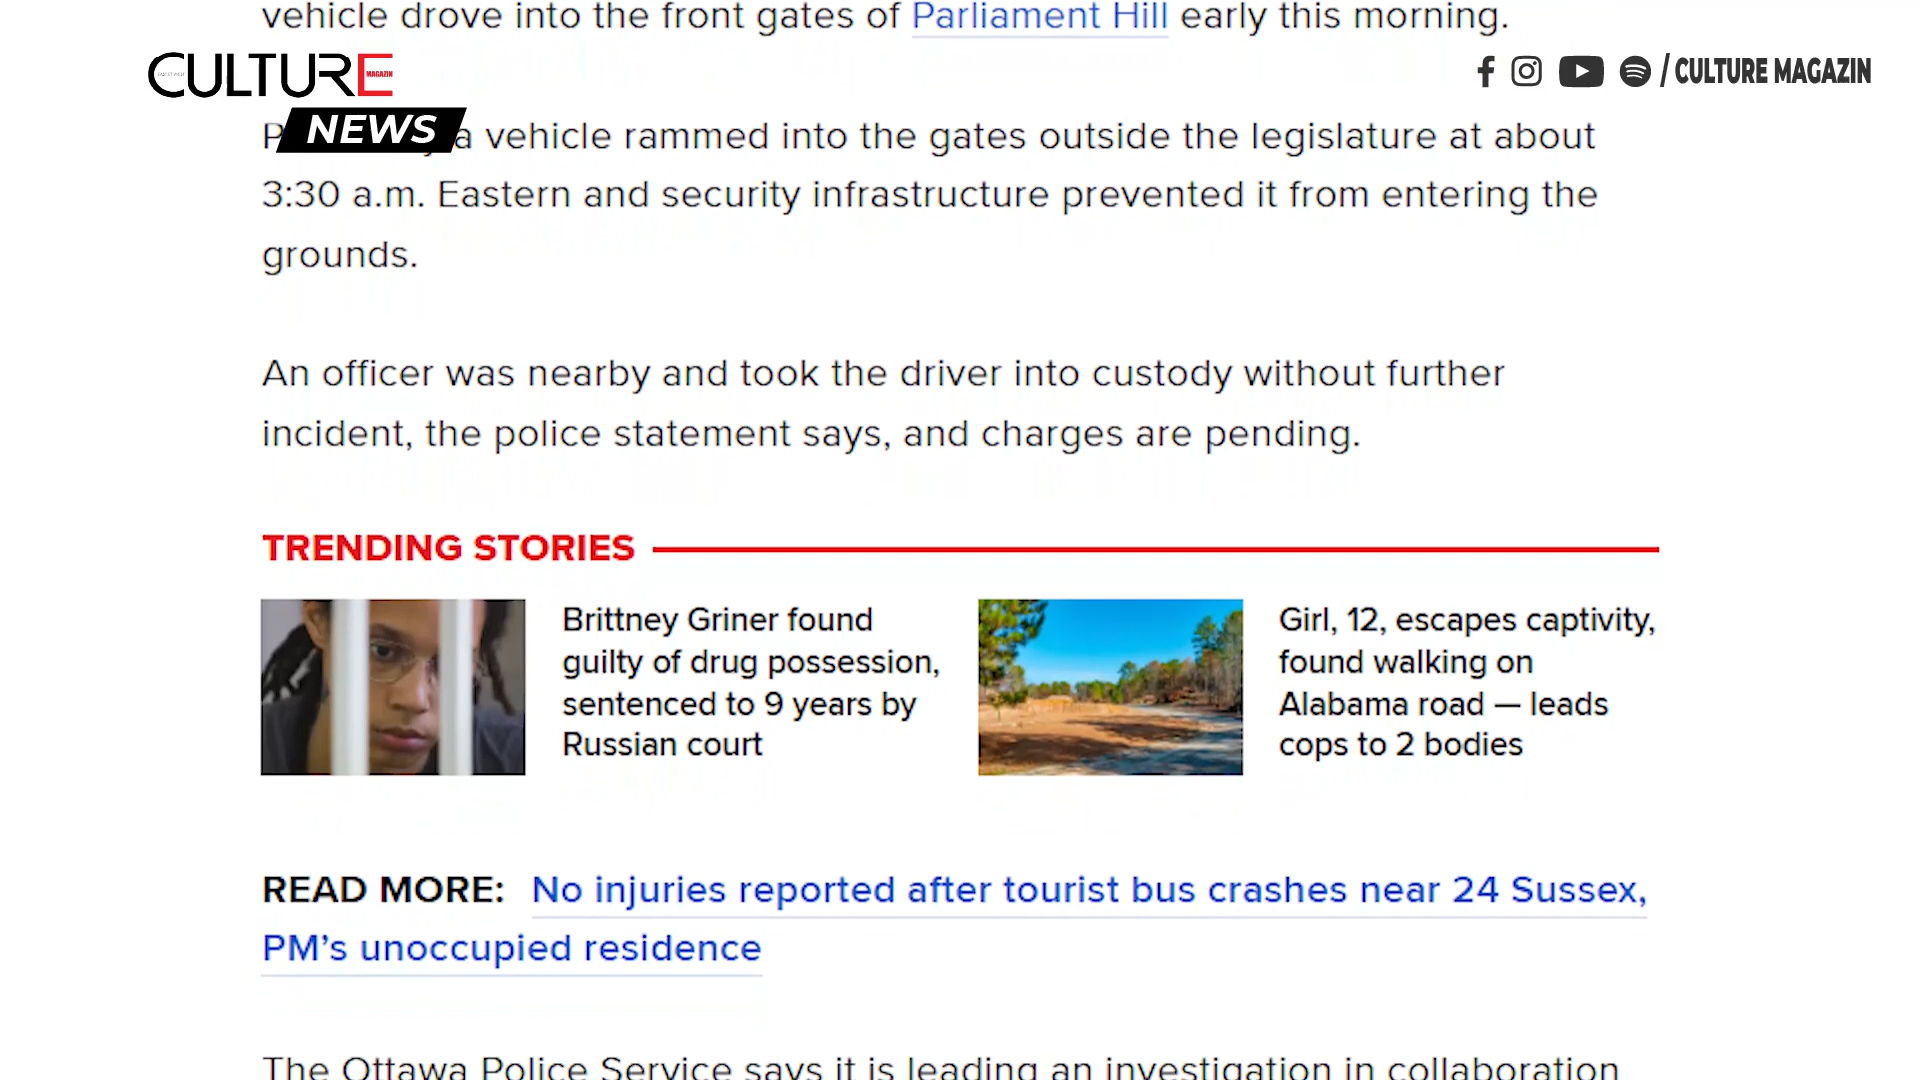 vehicle drove into the front gates of Parliament Hill early this morning.
CULTURE
MAGAZIN
/ CULTURE MAGAZIN
NEWS
a vehicle rammed into the gates outside the legislature at about
3:30 a.m. Eastern and security infrastructure prevented it from entering the
grounds.
An officer was nearby and took the driver into custody without further
incident, the police statement says, and charges are pending.
TRENDING STORIES
Brittney Griner found
guilty of drug possession,
sentenced to 9 years by
Russian court
Girl, 12, escapes captivity,
found walking on
Alabama road — leads
cops to 2 bodies
READ MORE: No injuries reported after tourist bus crashes near 24 Sussex,
PM’s unoccupied residence
The Ottawa Police Service says it is leading an investigation in collaboration